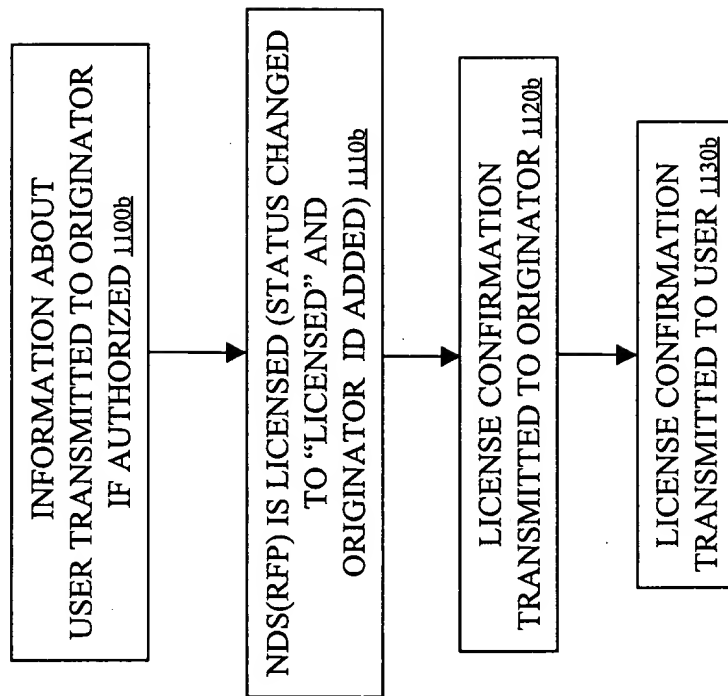 INFORMATION ABOUT
USER TRANSMITTED TO ORIGINATOR
IF AUTHORIZED 1100b
NDS(RFP) IS LICENSED (STATUS CHANGED
TO “LICENSED” AND
ORIGINATOR ID ADDED) 1110b
LICENSE CONFIRMATION
TRANSMITTED TO ORIGINATOR 1120b
LICENSE CONFIRMATION
TRANSMITTED TO USER 1130b